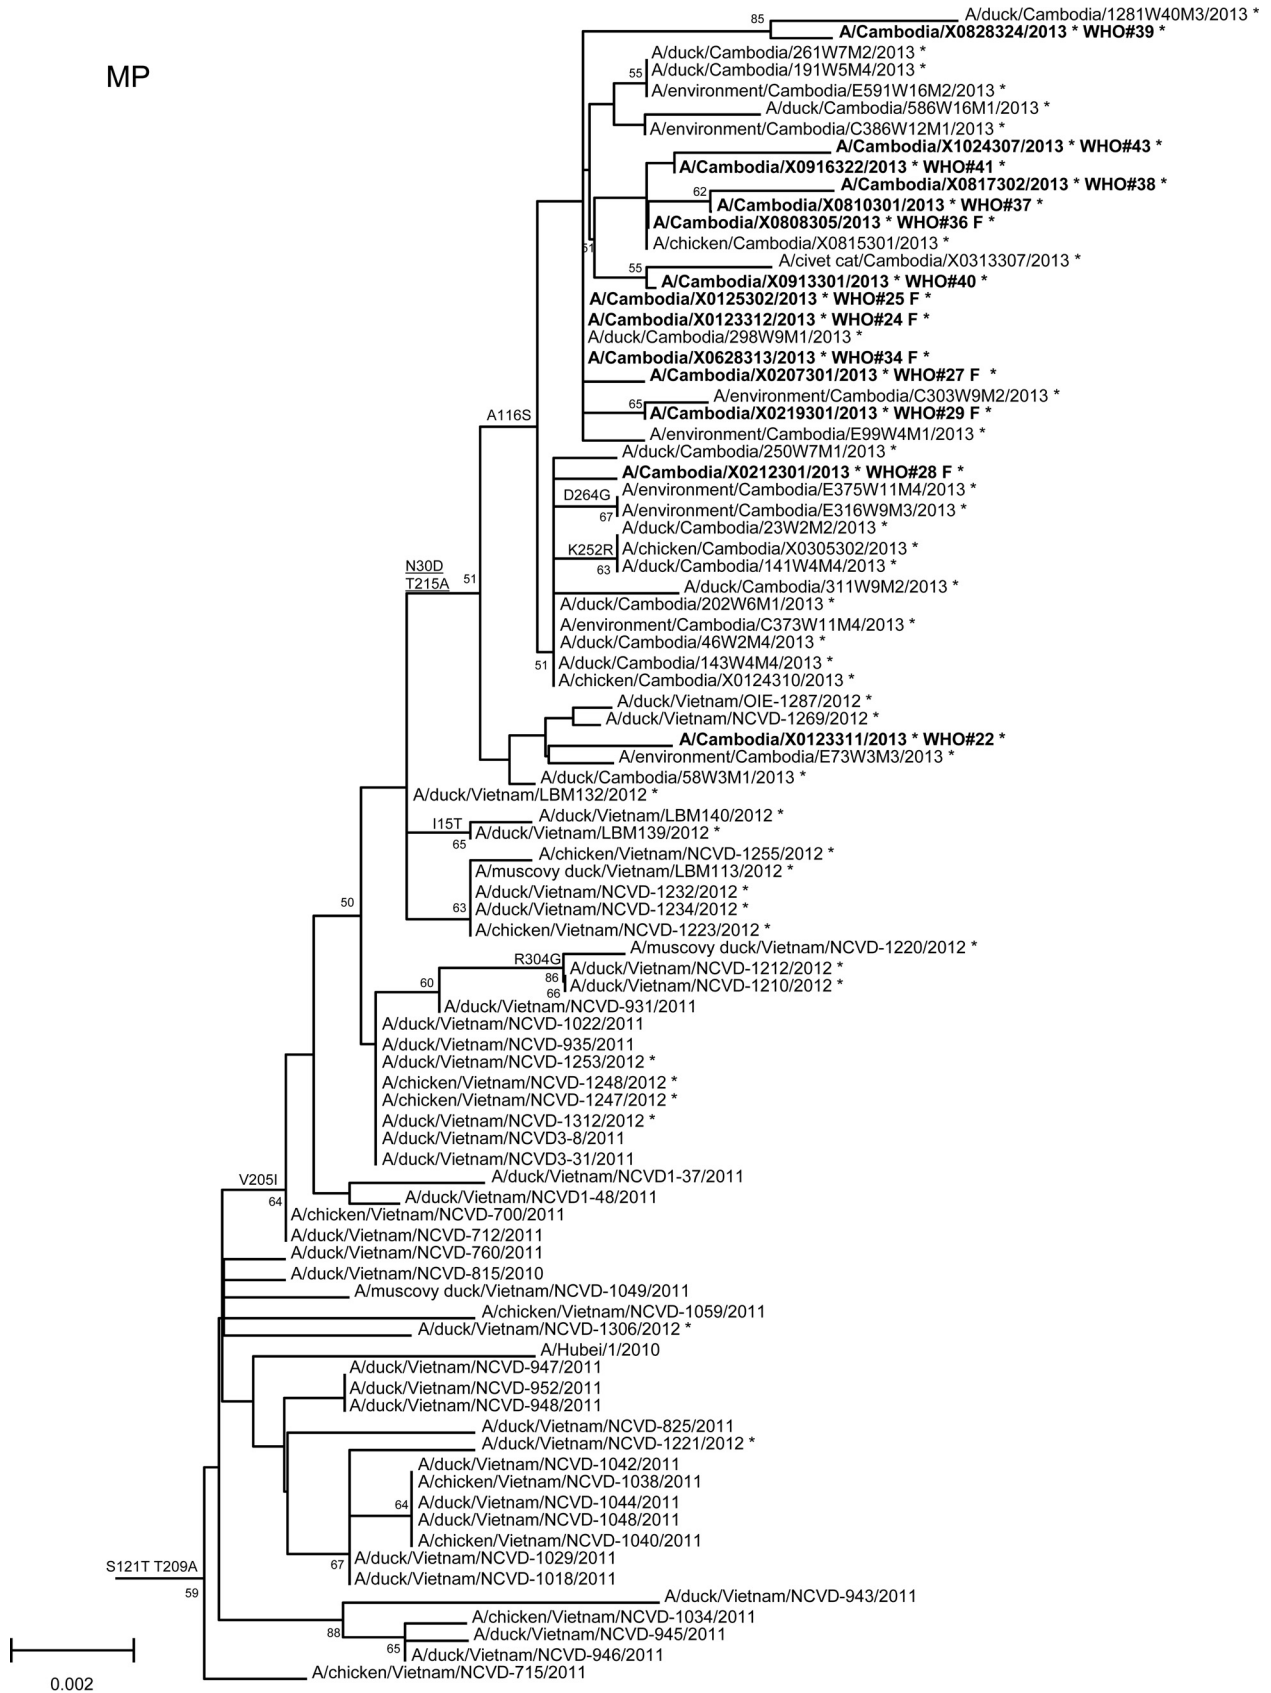 MP
85
A/duck/Cambodia/1281W40M3/2013 *
A/Cambodia/X0828324/2013 * WHO#39 *
A/duck/Cambodia/261W7M2/2013 *
55
A/duck/Cambodia/191W5M4/2013 *
A/environment/Cambodia/E591W16M2/2013 *
A/duck/Cambodia/586W16M1/2013 *
A/environment/Cambodia/C386W12M1/2013 *
A/Cambodia/X1024307/2013 * WHO#43 *
A/Cambodia/X0916322/2013 * WHO#41 *
A/Cambodia/X0817302/2013 * WHO#38 *
62
A/Cambodia/X0810301/2013 * WHO#37 *
A/Cambodia/X0808305/2013 * WHO#36 F *
A/chicken/Cambodia/X0815301/2013 *
51
A/civet cat/Cambodia/X0313307/2013 *
55
A/Cambodia/X0913301/2013 * WHO#40 *
A/Cambodia/X0125302/2013 * WHO#25 F *
A/Cambodia/X0123312/2013 * WHO#24 F *
A/duck/Cambodia/298W9M1/2013 *
A/Cambodia/X0628313/2013 * WHO#34 F *
A/Cambodia/X0207301/2013 * WHO#27 F *
A/environment/Cambodia/C303W9M2/2013 *
65
A/Cambodia/X0219301/2013 * WHO#29 F *
A116S
A/environment/Cambodia/E99W4M1/2013 *
A/duck/Cambodia/250W7M1/2013 *
A/Cambodia/X0212301/2013 * WHO#28 F *
D264G
A/environment/Cambodia/E375W11M4/2013 *
67
A/environment/Cambodia/E316W9M3/2013 *
A/duck/Cambodia/23W2M2/2013 *
K252R
A/chicken/Cambodia/X0305302/2013 *
63
A/duck/Cambodia/141W4M4/2013 *
N30D
T215A
51
A/duck/Cambodia/311W9M2/2013 *
A/duck/Cambodia/202W6M1/2013 *
A/environment/Cambodia/C373W11M4/2013 *
A/duck/Cambodia/46W2M4/2013 *
51
A/duck/Cambodia/143W4M4/2013 *
A/chicken/Cambodia/X0124310/2013 *
A/duck/Vietnam/OIE-1287/2012 *
A/duck/Vietnam/NCVD-1269/2012 *
A/Cambodia/X0123311/2013 * WHO#22 *
A/environment/Cambodia/E73W3M3/2013 *
A/duck/Cambodia/58W3M1/2013 *
A/duck/Vietnam/LBM132/2012 *
I15T
A/duck/Vietnam/LBM140/2012 *
65
A/duck/Vietnam/LBM139/2012 *
A/chicken/Vietnam/NCVD-1255/2012 *
A/muscovy duck/Vietnam/LBM113/2012 *
A/duck/Vietnam/NCVD-1232/2012 *
63
A/duck/Vietnam/NCVD-1234/2012 *
A/chicken/Vietnam/NCVD-1223/2012 *
50
A/muscovy duck/Vietnam/NCVD-1220/2012 *
R304G
A/duck/Vietnam/NCVD-1212/2012 *
86
A/duck/Vietnam/NCVD-1210/2012 *
66
60
A/duck/Vietnam/NCVD-931/2011
A/duck/Vietnam/NCVD-1022/2011
A/duck/Vietnam/NCVD-935/2011
A/duck/Vietnam/NCVD-1253/2012 *
A/chicken/Vietnam/NCVD-1248/2012 *
A/chicken/Vietnam/NCVD-1247/2012 *
A/duck/Vietnam/NCVD-1312/2012 *
A/duck/Vietnam/NCVD3-8/2011
A/duck/Vietnam/NCVD3-31/2011
V205I
A/duck/Vietnam/NCVD1-37/2011
64
A/duck/Vietnam/NCVD1-48/2011
A/chicken/Vietnam/NCVD-700/2011
A/duck/Vietnam/NCVD-712/2011
A/duck/Vietnam/NCVD-760/2011
A/duck/Vietnam/NCVD-815/2010
A/muscovy duck/Vietnam/NCVD-1049/2011
A/chicken/Vietnam/NCVD-1059/2011
A/duck/Vietnam/NCVD-1306/2012 *
A/Hubei/1/2010
A/duck/Vietnam/NCVD-947/2011
A/duck/Vietnam/NCVD-952/2011
A/duck/Vietnam/NCVD-948/2011
A/duck/Vietnam/NCVD-825/2011
A/duck/Vietnam/NCVD-1221/2012 *
A/duck/Vietnam/NCVD-1042/2011
A/chicken/Vietnam/NCVD-1038/2011
64
A/duck/Vietnam/NCVD-1044/2011
A/duck/Vietnam/NCVD-1048/2011
A/chicken/Vietnam/NCVD-1040/2011
67
A/duck/Vietnam/NCVD-1029/2011
A/duck/Vietnam/NCVD-1018/2011
S121T T209A
59
A/duck/Vietnam/NCVD-943/2011
A/chicken/Vietnam/NCVD-1034/2011
88
A/duck/Vietnam/NCVD-945/2011
65
A/duck/Vietnam/NCVD-946/2011
A/chicken/Vietnam/NCVD-715/2011
0.002